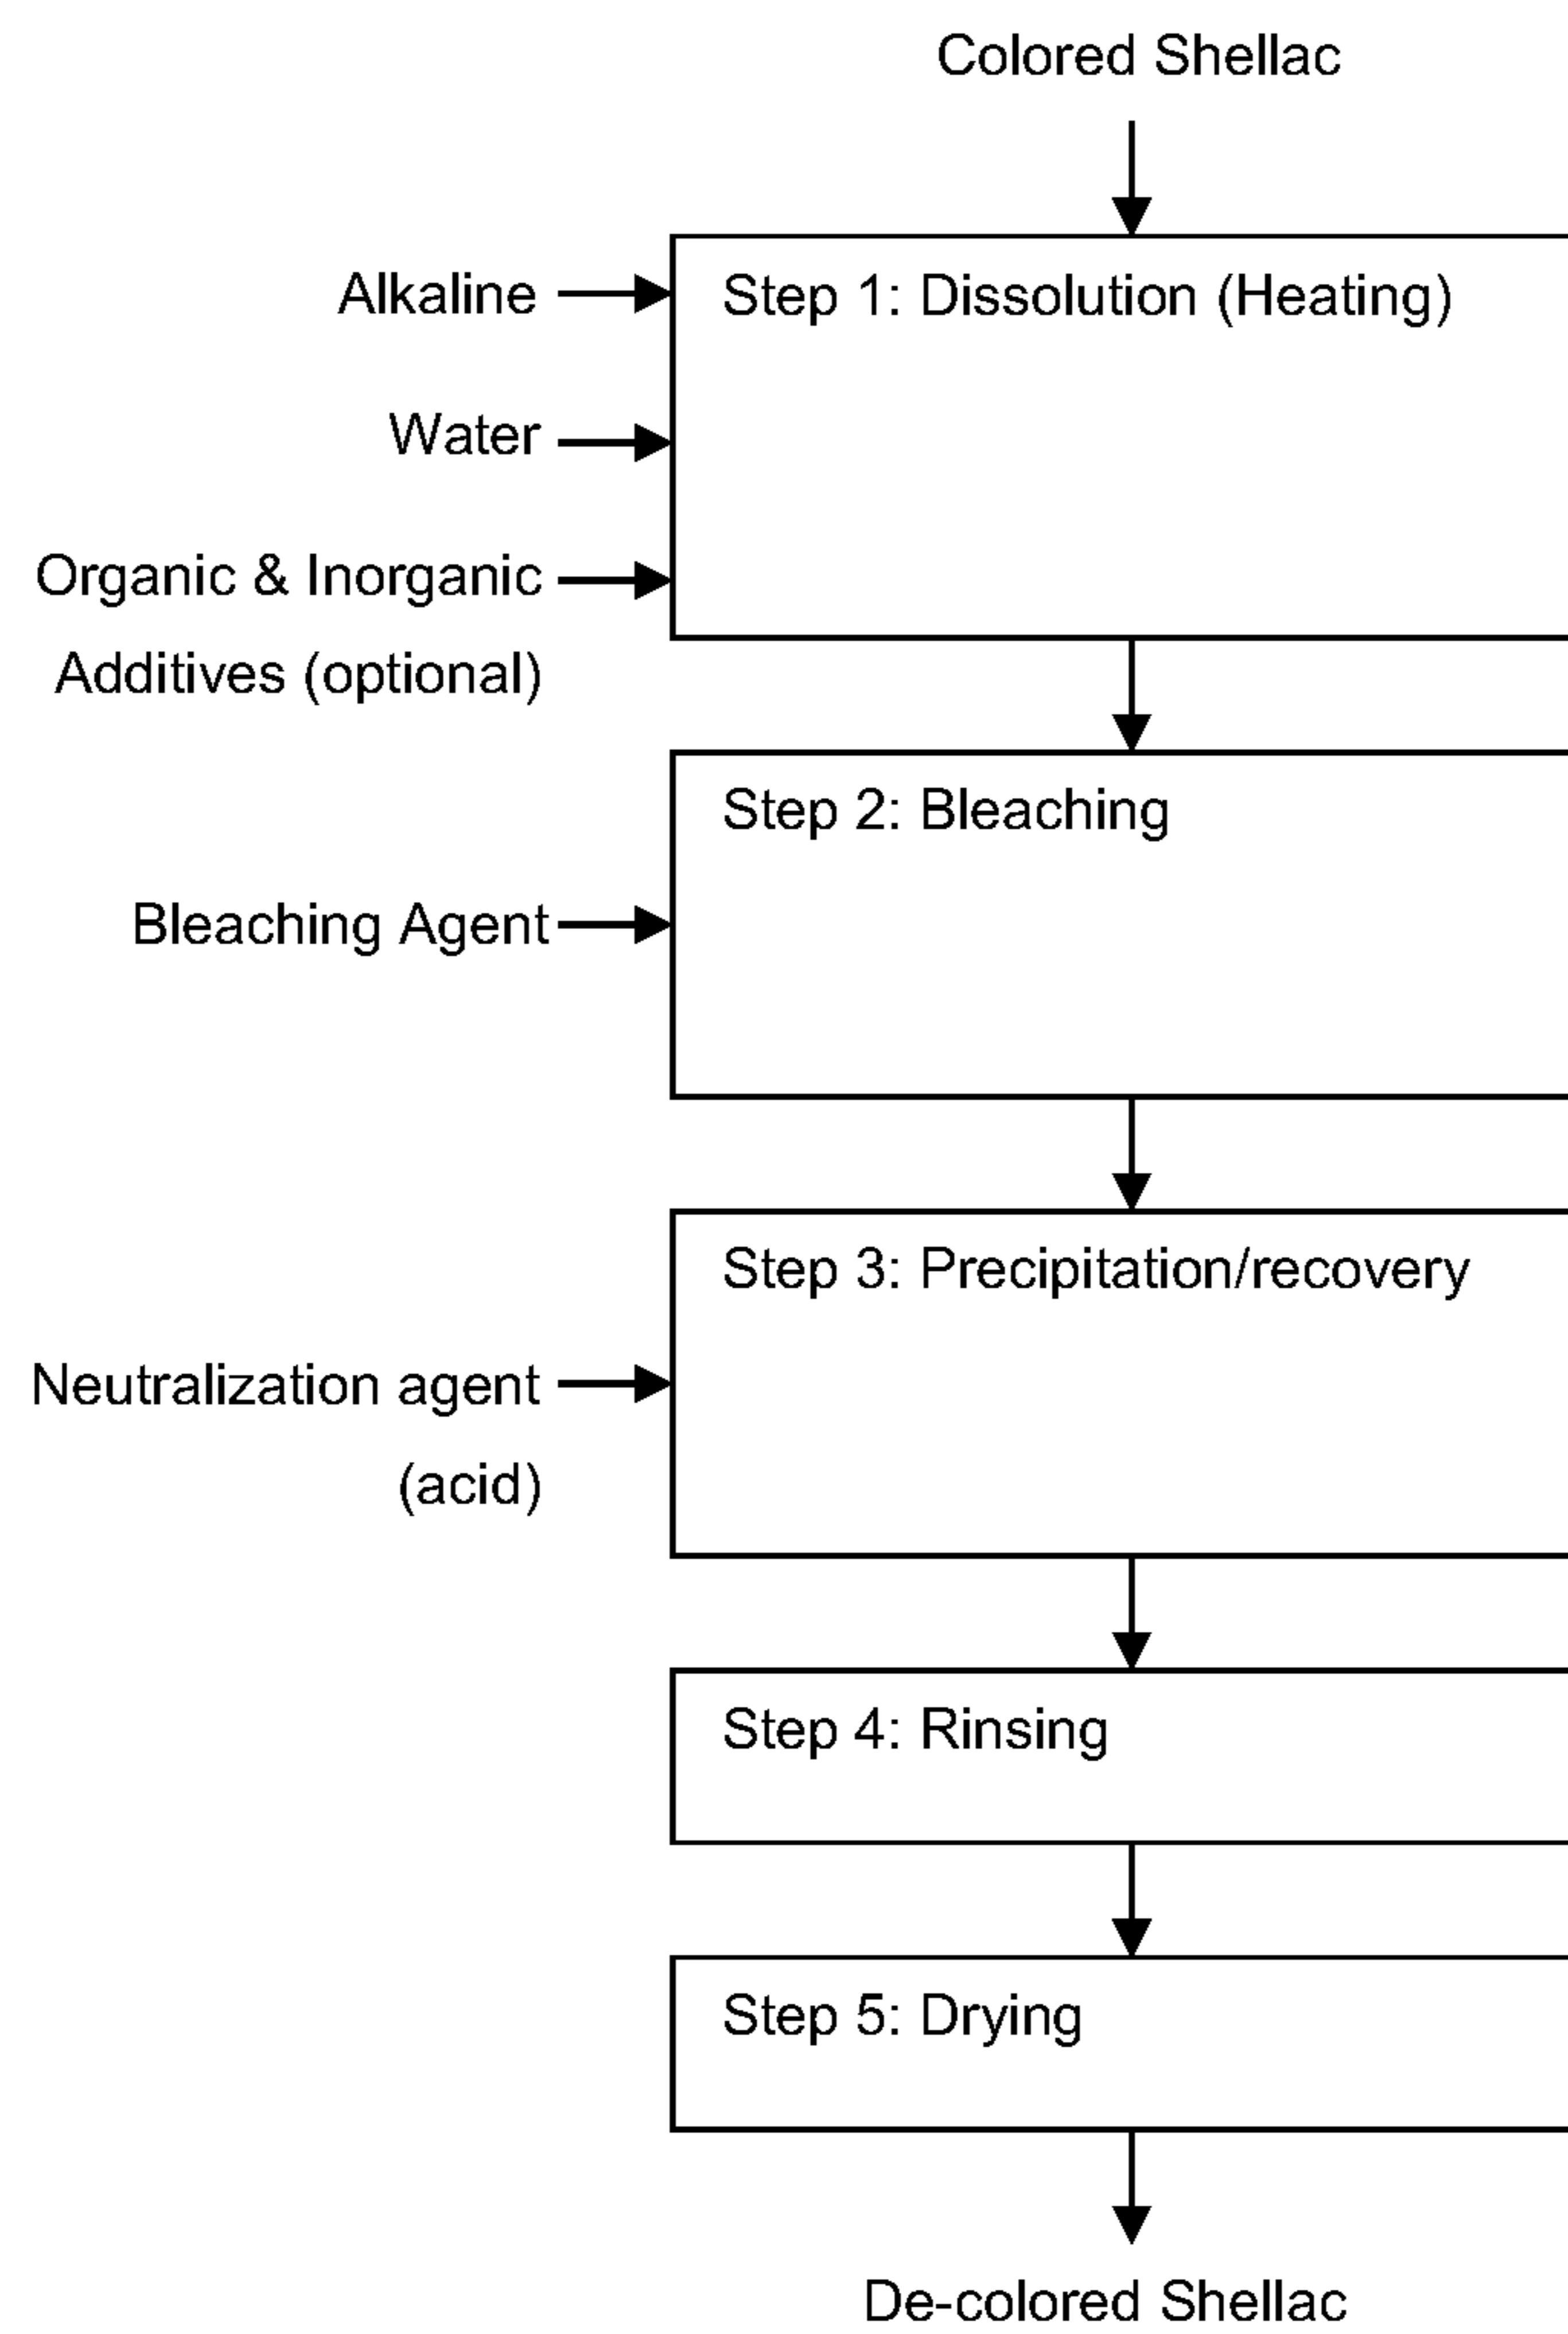 Colored Shellac
Alkaline
Step 1: Dissolution (Heating)
Water
Organic & Inorganic
Additives (optional)
Step 2: Bleaching
Bleaching Agent
Step 3: Precipitation/recovery
Neutralization agent
(acid)
Step 4: Rinsing
Step 5: Drying
De-colored Shellac